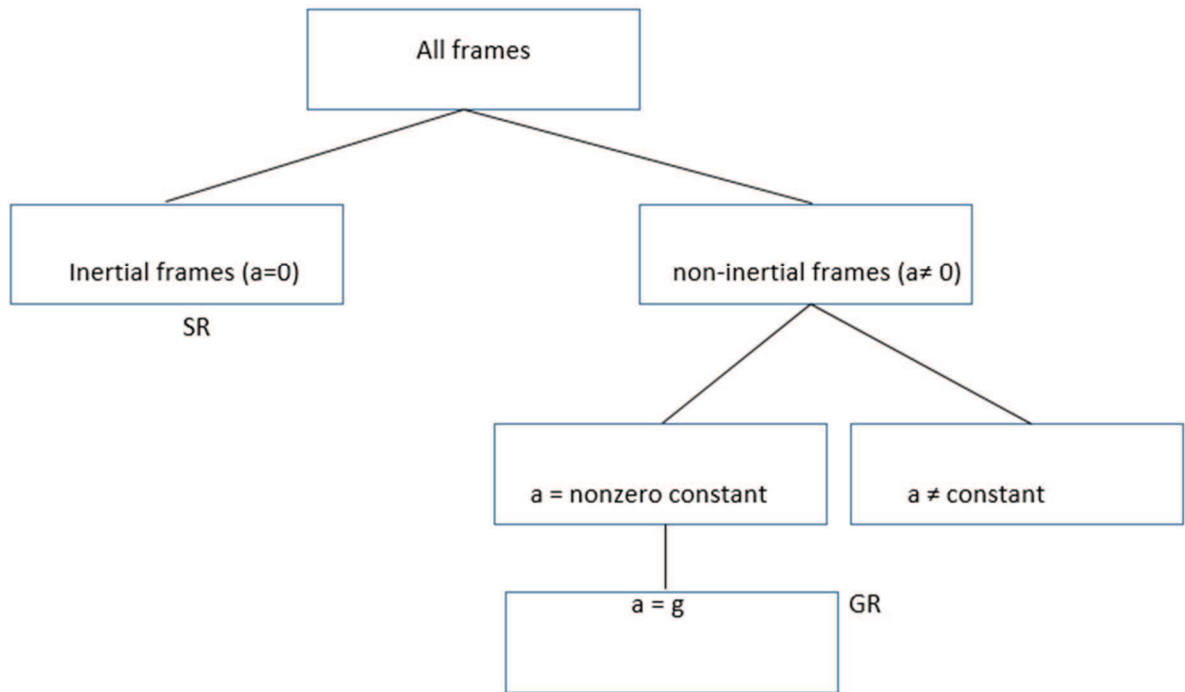 All frames
Inertial frames (a=0)
non-inertial frames (a≠ 0)
SR
a = nonzero constant
a ≠ constant
a = g
GR